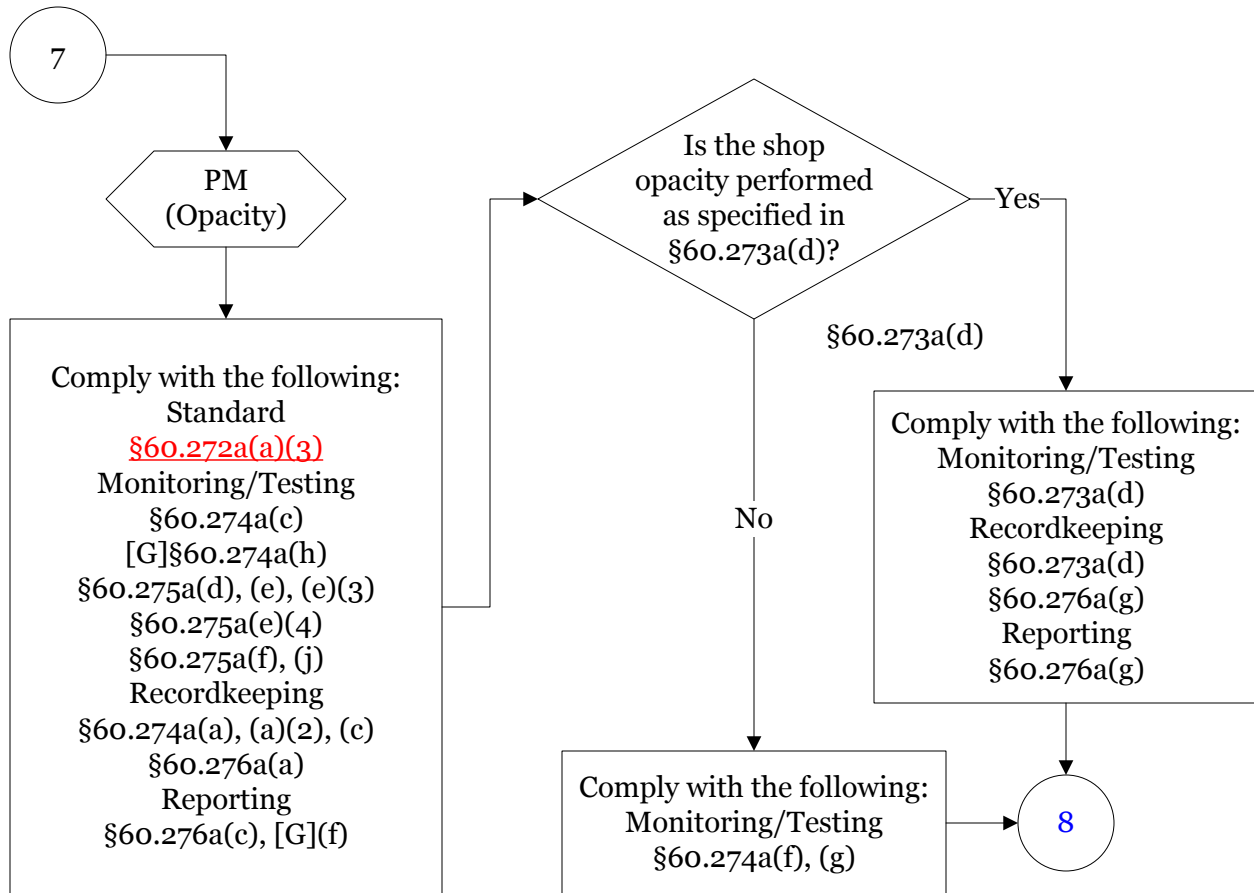 7
PM
(Opacity)
Comply with the following:
Standard
§60.272a(a)(3)
Monitoring/Testing
§60.274a(c)
[G]§60.274a(h)
§60.275a(d), (e), (e)(3)
§60.275a(e)(4)
§60.275a(f), (j)
Recordkeeping
§60.274a(a), (a)(2), (c)
§60.276a(a)
Reporting
§60.276a(c), [G](f)
Is the shop
opacity performed
as specified in
§60.273a(d)?
Yes
§60.273a(d)
No
Comply with the following:
Monitoring/Testing
§60.273a(d)
Recordkeeping
§60.273a(d)
§60.276a(g)
Reporting
§60.276a(g)
Comply with the following:
Monitoring/Testing
§60.274a(f), (g)
8